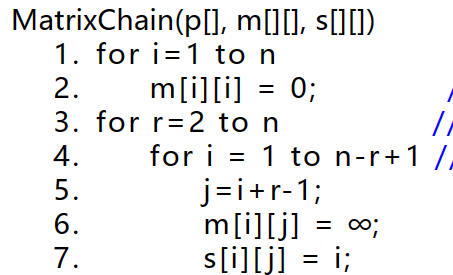 MatrixChain(p[], m[][], s[][])
1. for i=1 to n
2. m[i][i] = 0; /
3. for r=2 to n //
4. for i = 1 to n-r+1 //
5. j=i+r-1;
6. m[i][j] = ∞;
7. s[i][j] = i;